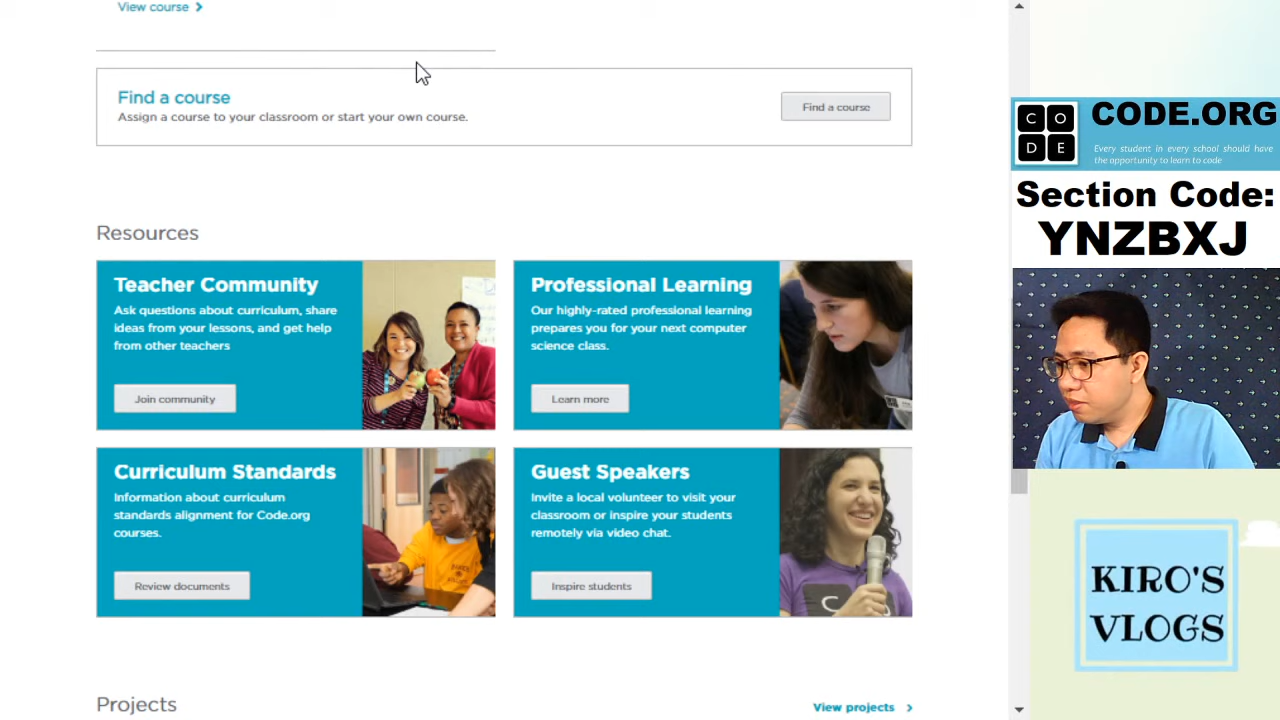 View course
Find a course
Assign a course to your classroom or start your own course.
Find a course
Resources
Teacher Community
Ask questions about curriculum, share
ideas from your lessons, and get help
from other teachers
Join community
Professional Learning
Our highly-rated professional learning
prepares you for your next computer
science class.
Learn more
Curriculum Standards
Information about curriculum
standards alignment for Code.org
courses.
Review documents
Guest Speakers
Invite a local volunteer to visit your
classroom or inspire your students
remotely via video chat.
Inspire students
Projects
View projects
C O
D E
CODE.ORG
Every student in every school should have
the opportunity to learn to code
Section Code:
YNZBXJ
KIRO'S
VLOGS